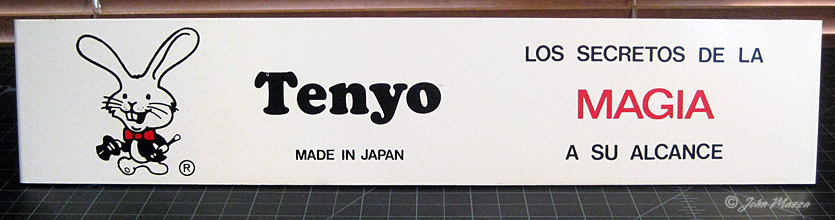 Tenyo
MADE IN JAPAN
®
LOS SECRETOS DE LA
MAGIA
A SU ALCANCE
© John Mazza